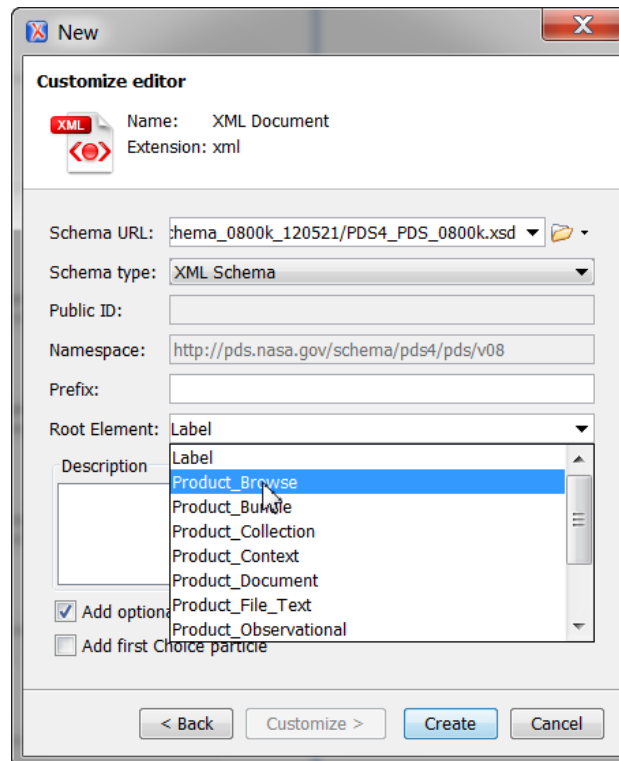 New
X
Customize editor
XML
Name: XML Document
Extension: xml
Schema URL: :hema_0800k_120521/PDS4_PDS_0800k.xsd
Schema type: XML Schema
Public ID:
Namespace: http://pds.nasa.gov/schema/pds4/pds/v08
Prefix:
Root Element: Label
Description
Label
Product_Browse
Product_Bundle
Product_Collection
Product_Context
Product_Document
Product_File_Text
Product_Observational
Add optiona
Add first Choice particle
< Back
Customize >
Create
Cancel